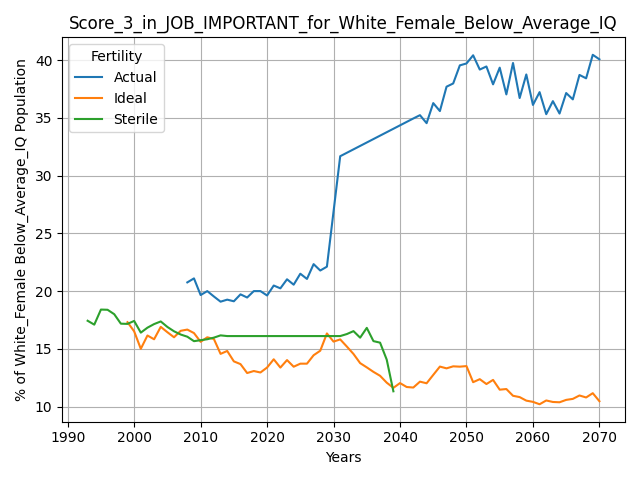 Score_3_in_JOB_IMPORTANT_for_White_Female_Below_Average_IQ
% of White_Female Below_Average_IQ Population
40
35
30
25
20
15
10
Fertility
Actual
Ideal
Sterile
1990 2000 2010 2020 2030 2040 2050 2060 2070
Years